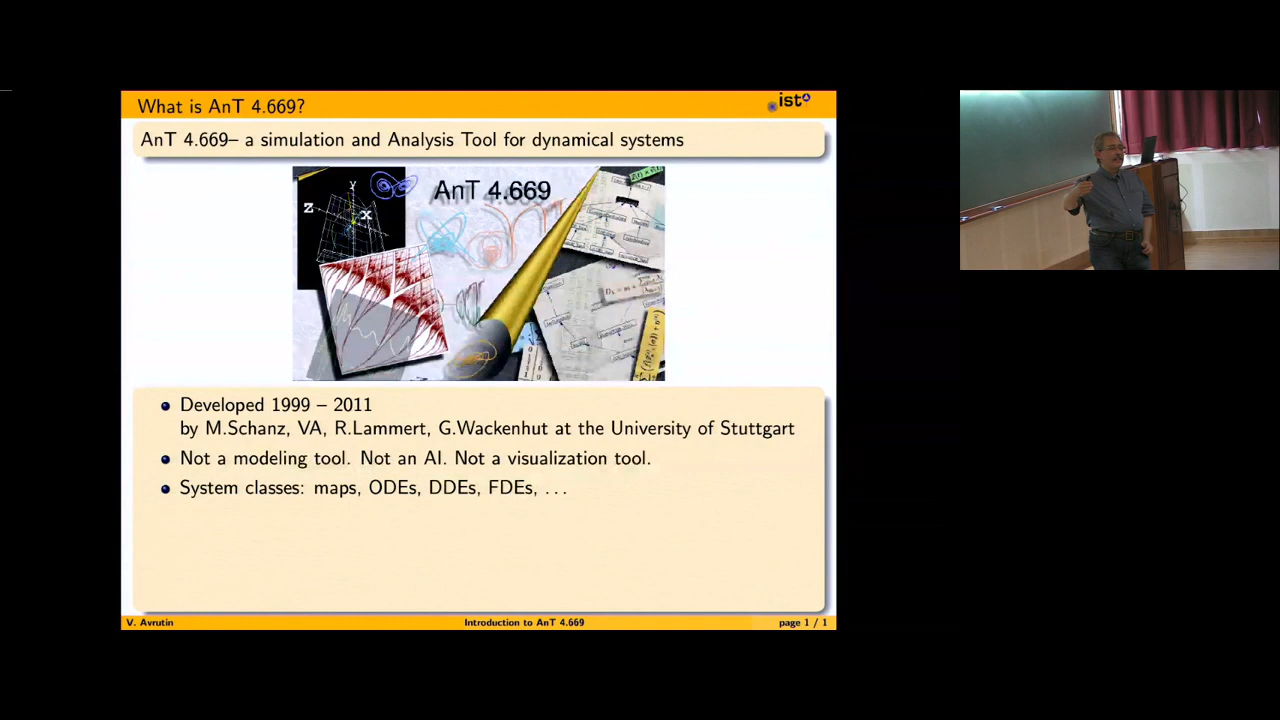 What is AnT 4.669?
ist
AnT 4.669– a simulation and Analysis Tool for dynamical systems
AnT 4.669
Y
Z
X
Developed 1999 – 2011
by M.Schanz, VA, R.Lammert, G.Wackenhut at the University of Stuttgart
Not a modeling tool. Not an AI. Not a visualization tool.
System classes: maps, ODEs, DDEs, FDEs, ...
V. Avrutin
Introduction to AnT 4.669
page 1 / 1